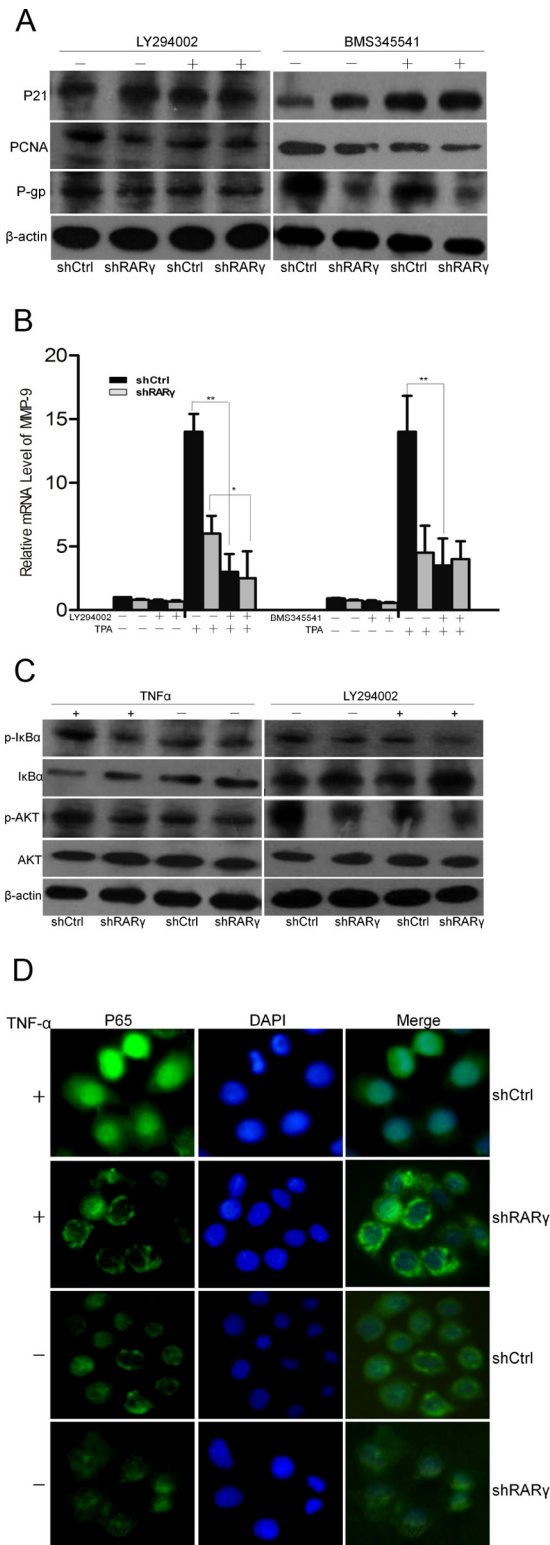 A
LY294002 BMS345541
− − + + − − + +
P21
PCNA
P-gp
β-actin
shCtrl shRARγ shCtrl shRARγ shCtrl shRARγ shCtrl shRARγ
B
Relative mRNA Level of MMP-9
20
15
10
5
0
shCtrl
shRARγ
** * **
LY294002 − − + + − − + + BMS345541 − − + + − − + +
TPA − − − − + + + + TPA − − − − + + + +
C
TNFα LY294002
+ + − − − − + +
p-IκBα
IκBα
p-AKT
AKT
β-actin
shCtrl shRARγ shCtrl shRARγ shCtrl shRARγ shCtrl shRARγ
D
TNF-α P65 DAPI Merge
+ shCtrl
+ shRARγ
− shCtrl
− shRARγ